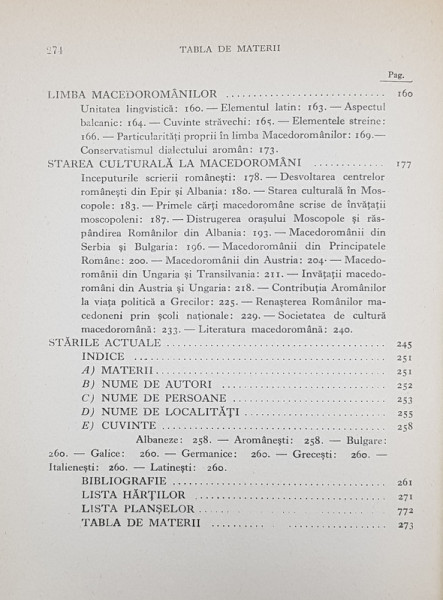 274 TABLA DE MATERII
Pag.
LIMBA MACEDOROMÂNILOR .......................... 160
Unitatea lingvistică: 160. — Elementul latin: 163. — Aspectul
balcanic: 164. — Cuvinte străvechi: 165. — Elementele streine:
166. — Particularități proprii în limba Macedoromânilor: 169.—
Conservatismul dialectului aromân: 173.
STAREA CULTURALĂ LA MACEDOROMÂNI ............. 177
Inceputurile scrierii românești: 178. — Desvoltarea centrelor
românești din Epir și Albania: 180. — Starea culturală în Mos-
copole: 183. — Primele cărți macedoromâne scrise de învățații
moscopoleni: 187. — Distrugerea orașului Moscopole și răs-
pândirea Românilor din Albania: 193. — Macedoromânii din
Serbia și Bulgaria: 196. — Macedoromânii din Principatele
Române: 200. — Macedoromânii din Austria: 204. — Macedo-
românii din Ungaria și Transilvania: 211. — Invățații macedo-
români din Austria și Ungaria: 218. — Contribuția Aromânilor
la viața politică a Grecilor: 225. — Renașterea Românilor ma-
cedoneni prin școli naționale: 229. — Societatea de cultură
macedoromână: 233. — Literatura macedoromână: 240.
STĂRILE ACTUALE .................................. 245
INDICE ........................................ 251
A) MATERII..................................... 251
B) NUME DE AUTORI ............................ 252
C) NUME DE PERSOANE .......................... 253
D) NUME DE LOCALITĂȚI ........................ 255
E) CUVINTE .................................... 258
Albaneze: 258. — Aromânești: 258. — Bulgare:
260. — Galice: 260. — Germanice: 260. — Grecești: 260. —
Italienești: 260. — Latinești: 260.
BIBLIOGRAFIE .................................. 261
LISTA HĂRȚILOR ................................ 271
LISTA PLANȘELOR ............................... 772
TABLA DE MATERII .............................. 273